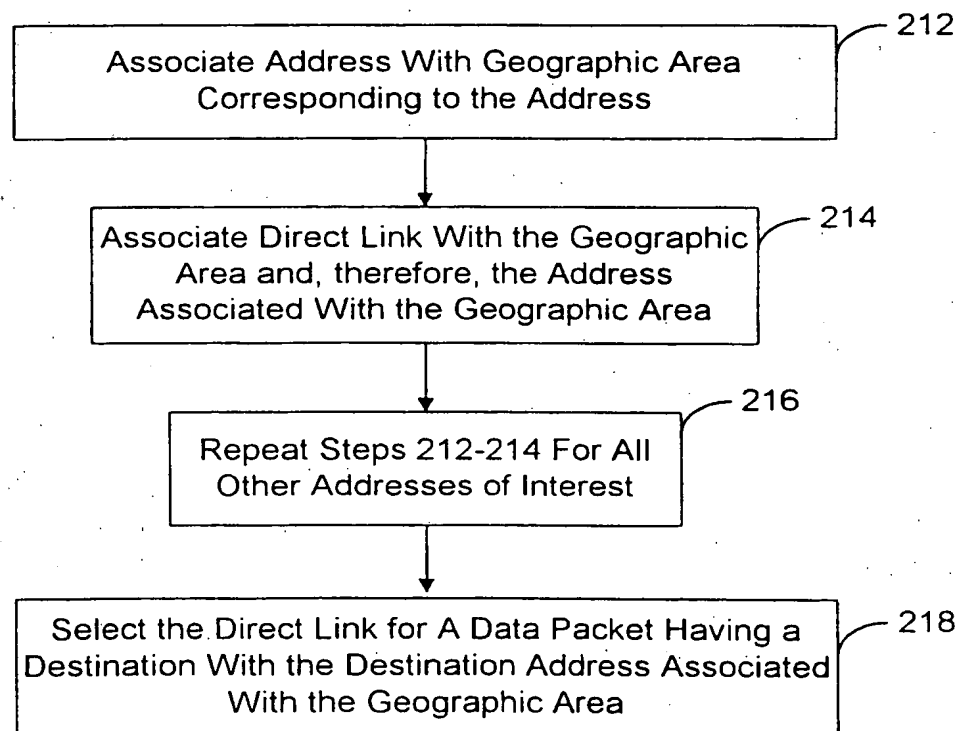 212
Associate Address With Geographic Area
Corresponding to the Address
214
Associate Direct Link With the Geographic
Area and, therefore, the Address
Associated With the Geographic Area
216
Repeat Steps 212-214 For All
Other Addresses of Interest
218
Select the Direct Link for A Data Packet Having a
Destination With the Destination Address Associated
With the Geographic Area